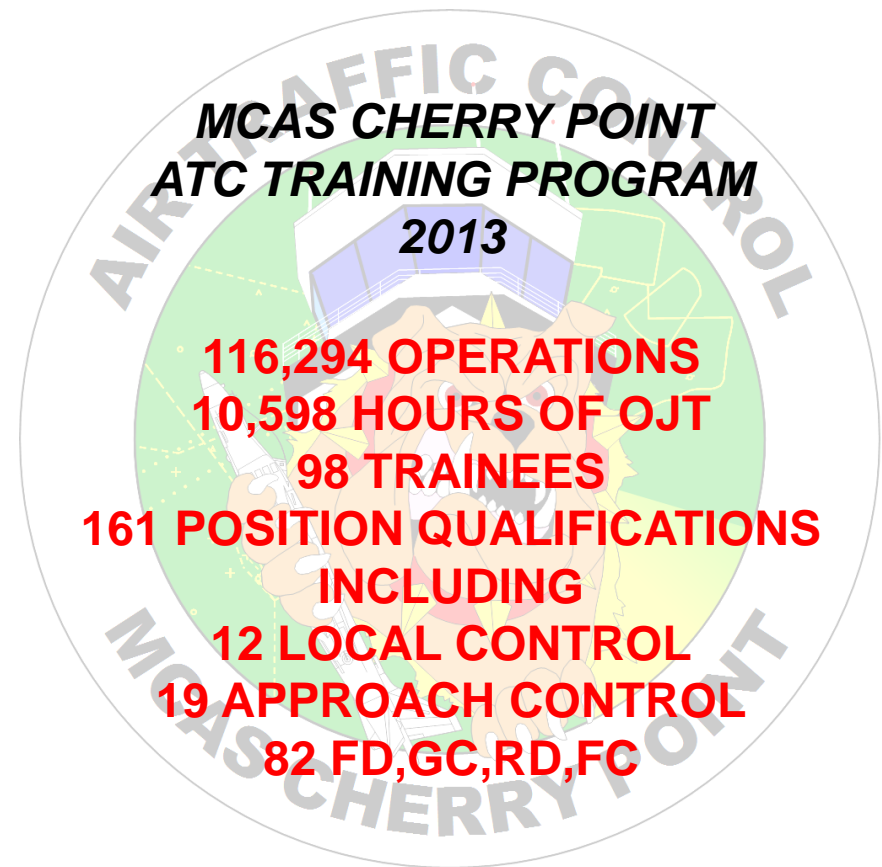 AIR TRAFFIC CONTROL
MCAS CHERRY POINT
ATC TRAINING PROGRAM
2013
116,294 OPERATIONS
10,598 HOURS OF OJT
98 TRAINEES
161 POSITION QUALIFICATIONS
INCLUDING
12 LOCAL CONTROL
19 APPROACH CONTROL
82 FD,GC,RD,FC
MCAS CHERRY POINT